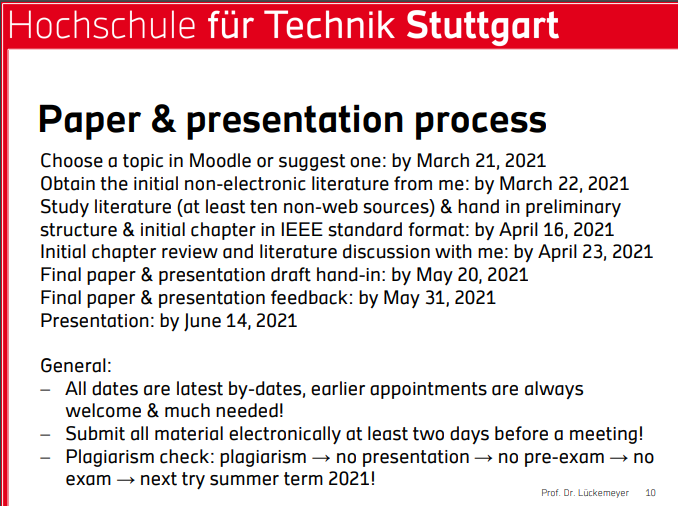 Hochschule für Technik Stuttgart
Paper & presentation process
Choose a topic in Moodle or suggest one: by March 21, 2021
Obtain the initial non-electronic literature from me: by March 22, 2021
Study literature (at least ten non-web sources) & hand in preliminary
structure & initial chapter in IEEE standard format: by April 16, 2021
Initial chapter review and literature discussion with me: by April 23, 2021
Final paper & presentation draft hand-in: by May 20, 2021
Final paper & presentation feedback: by May 31, 2021
Presentation: by June 14, 2021
General:
– All dates are latest by-dates, earlier appointments are always
welcome & much needed!
– Submit all material electronically at least two days before a meeting!
– Plagiarism check: plagiarism → no presentation → no pre-exam → no
exam → next try summer term 2021!
Prof. Dr. Lückemeyer 10